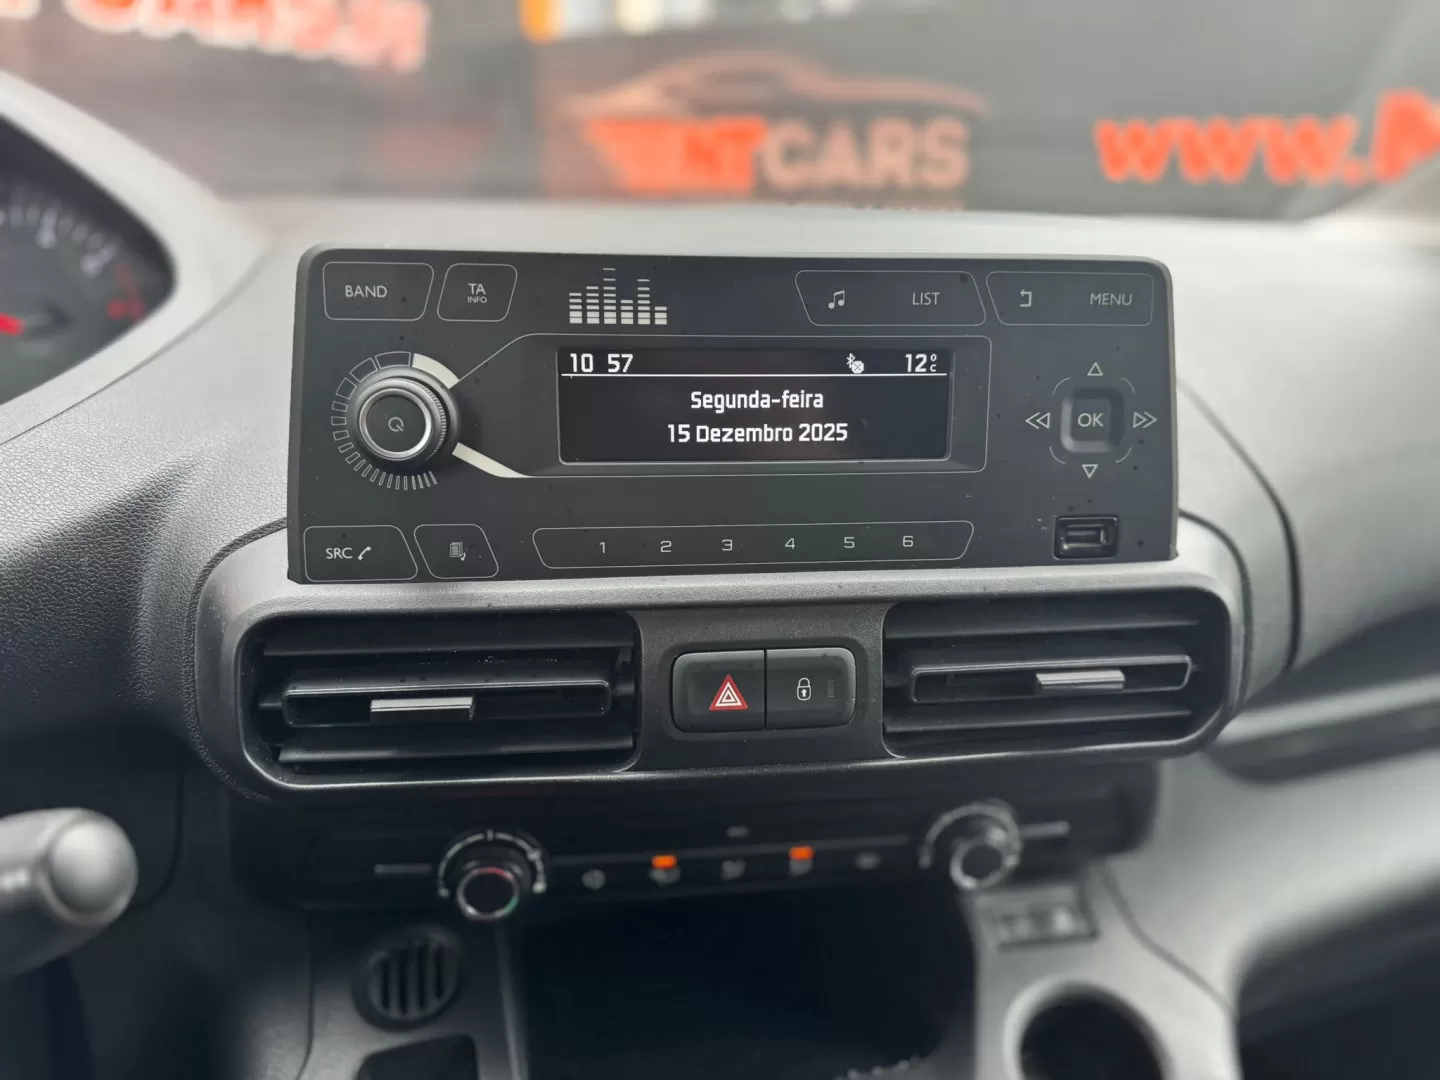 NTCARS
www.
BAND
TA
INFO
LIST
MENU
10 57
12°C
Segunda-feira
15 Dezembro 2025
OK
SRC
1 2 3 4 5 6